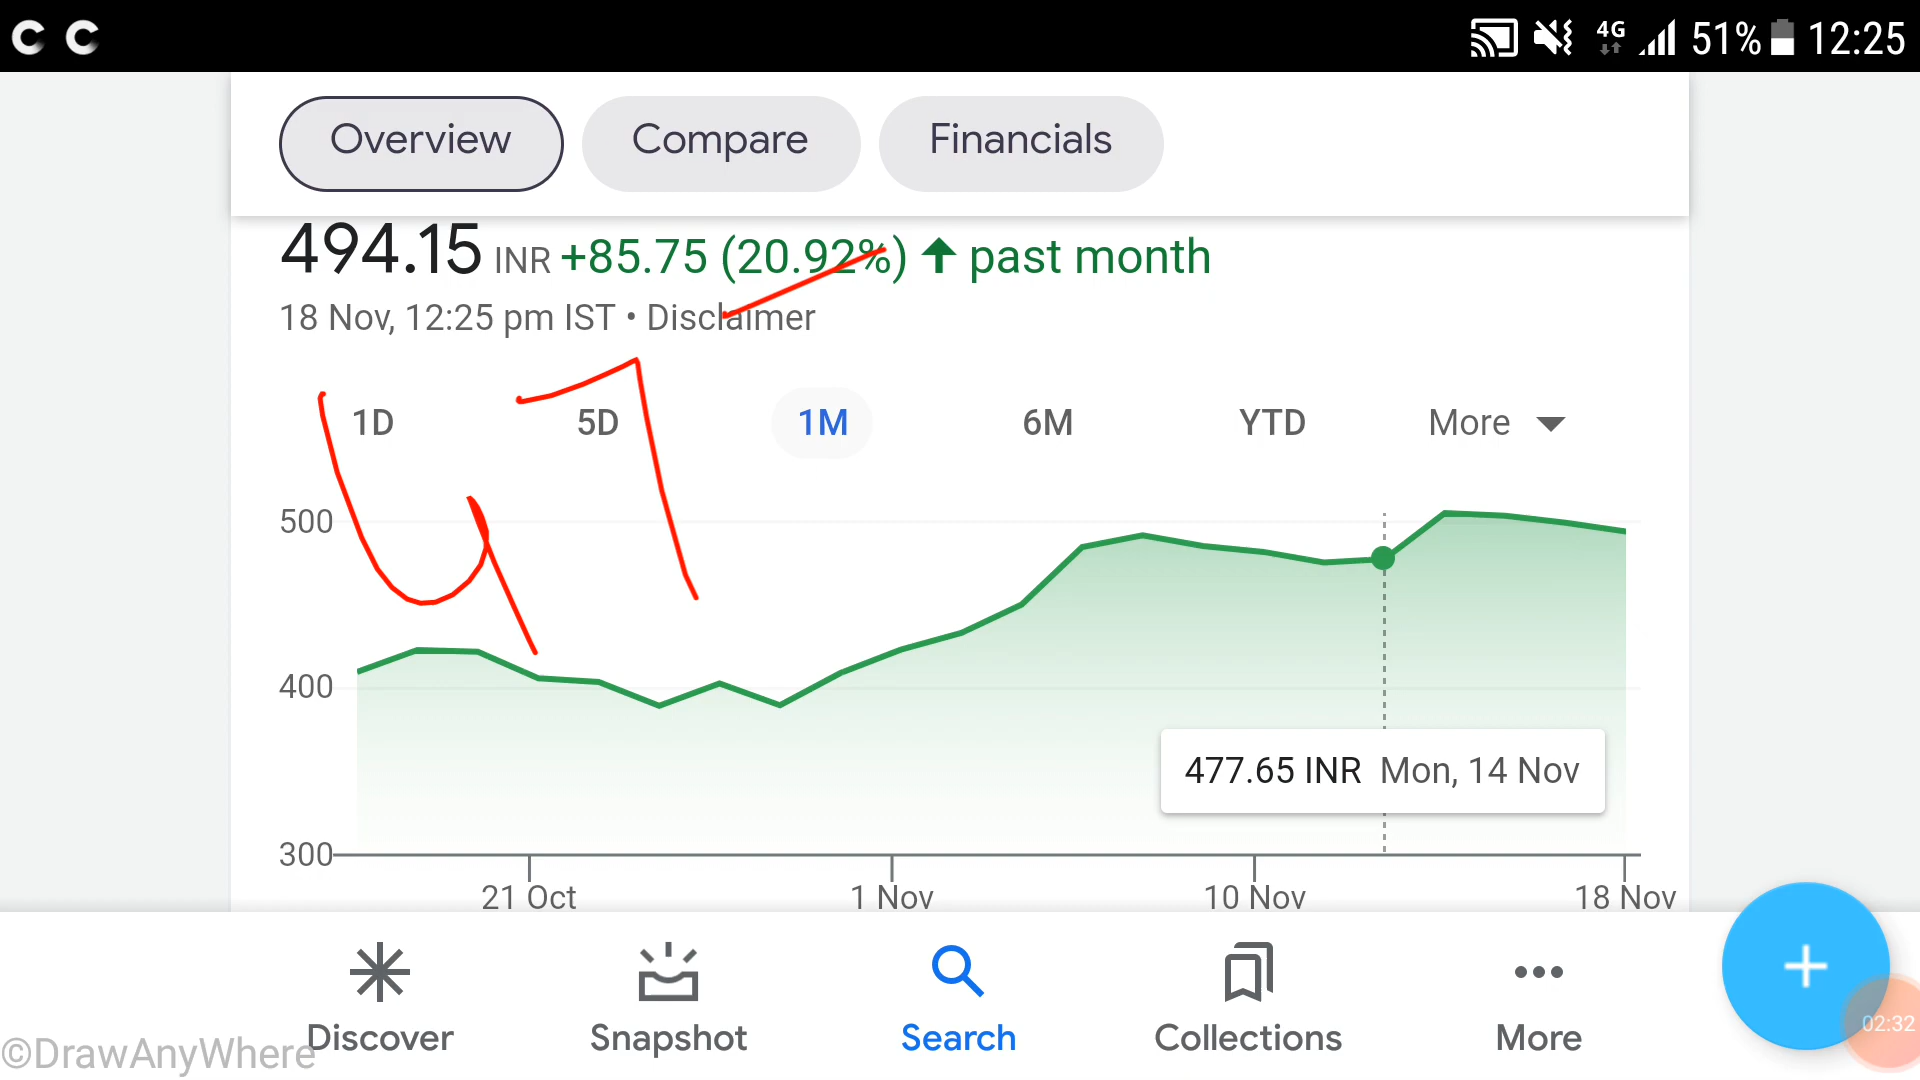 4G 51% 12:25
Overview Compare Financials
494.15 INR +85.75 (20.92%) ↑ past month
18 Nov, 12:25 pm IST • Disclaimer
1D 5D 1M 6M YTD More
500
400
477.65 INR Mon, 14 Nov
300
21 Oct 1 Nov 10 Nov 18 Nov
Discover Snapshot Search Collections More
02:32
©DrawAnyWhere